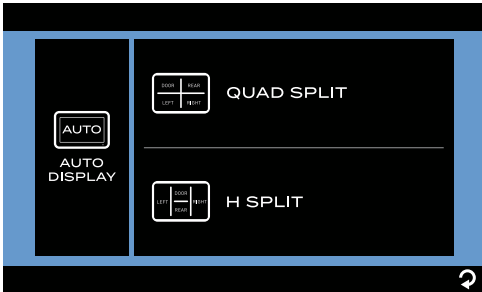 AUTO
AUTO
DISPLAY
DOOR REAR
LEFT RIGHT
QUAD SPLIT
LEFT DOOR RIGHT
REAR
H SPLIT